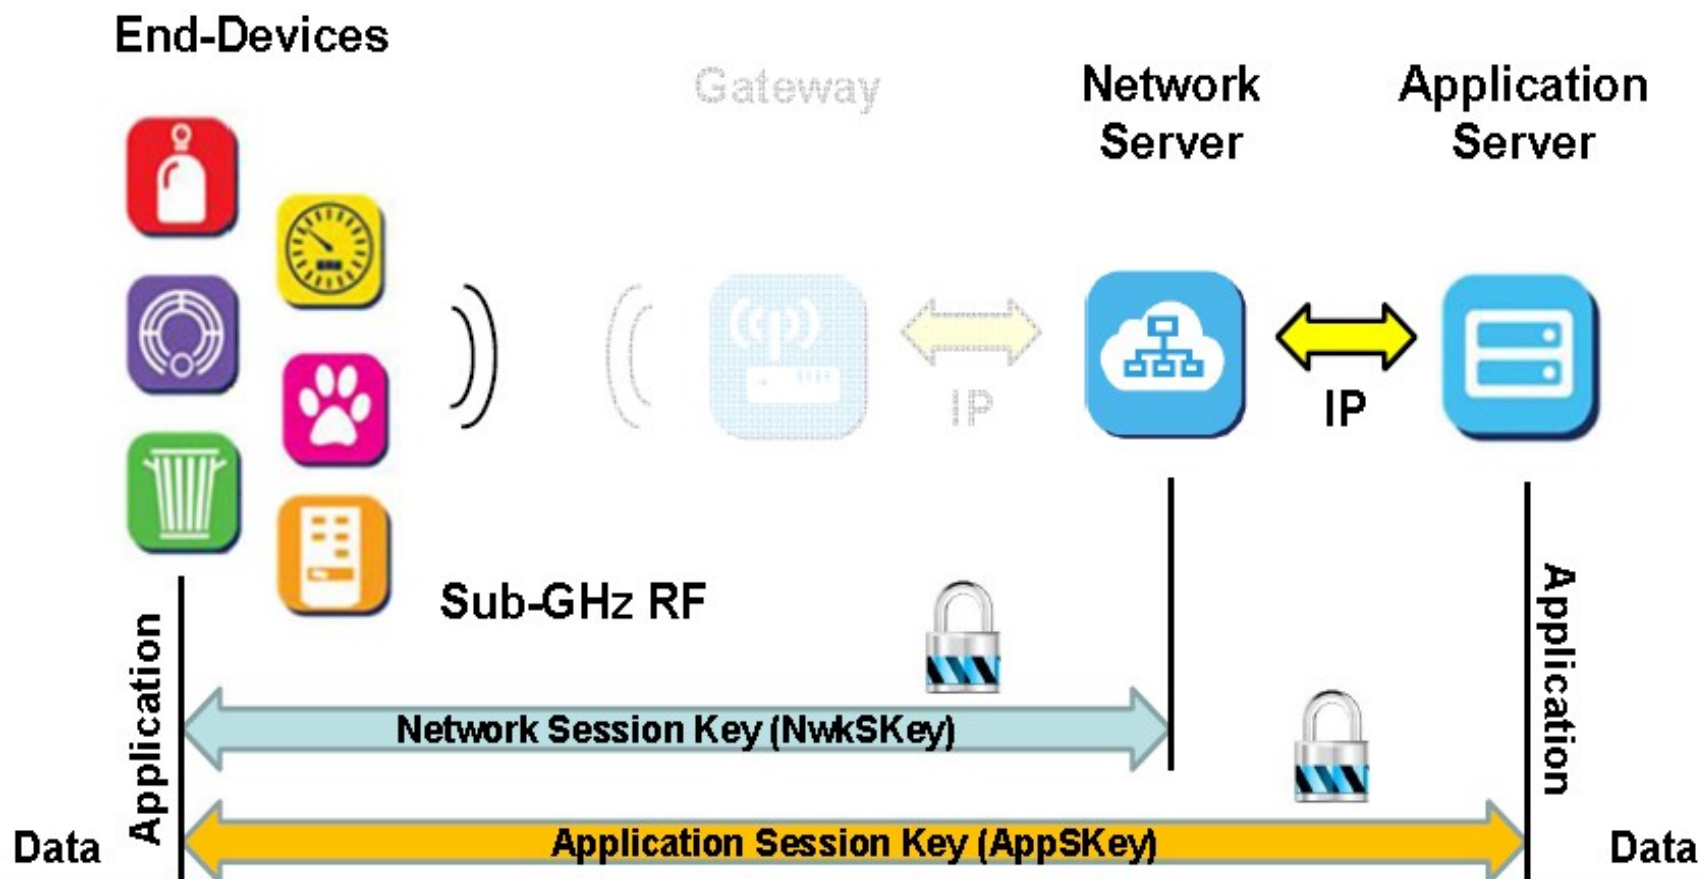 End-Devices
Gateway
Network
Server
Application
Server
IP
IP
Sub-GHz RF
Application
Application
Network Session Key (NwkSKey)
Data
Application Session Key (AppSKey)
Data